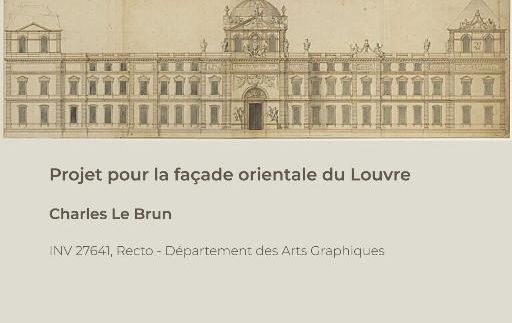 Projet pour la façade orientale du Louvre
Charles Le Brun
INV 27641, Recto - Département des Arts Graphiques